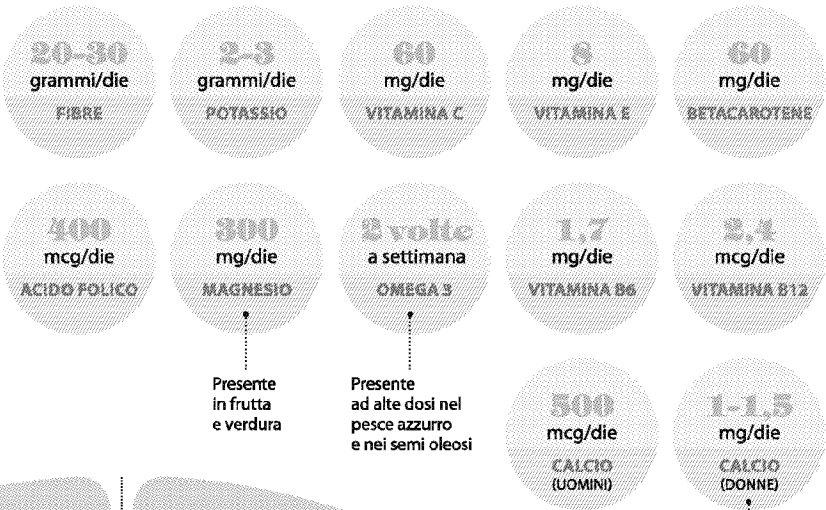 20-30
grammi/die
FIBRE
2-3
grammi/die
POTASSIO
60
mg/die
VITAMINA C
8
mg/die
VITAMINA E
60
mg/die
BETACAROTENE
400
mcg/die
ACIDO FOLICO
300
mg/die
MAGNESIO
Presente
in frutta
e verdura
2 volte
a settimana
OMEGA 3
Presente
ad alte dosi nel
pesce azzurro
e nei semi oleosi
1,7
mg/die
VITAMINA B6
2,4
mcg/die
VITAMINA B12
500
mcg/die
CALCIO
(UOMINI)
1-1,5
mg/die
CALCIO
(DONNE)